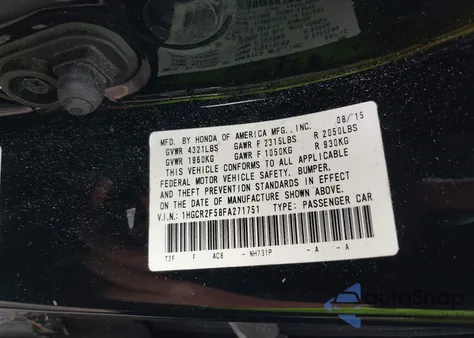 MFD. BY HONDA OF AMERICA MFG., INC. 08/15
GVWR 4321LBS GAWR F 2315LBS R 2050LBS
GVWR 1960KG GAWR F 1050KG R 930KG
THIS VEHICLE CONFORMS TO ALL APPLICABLE
FEDERAL MOTOR VEHICLE SAFETY, BUMPER,
AND THEFT PREVENTION STANDARDS IN EFFECT
ON THE DATE OF MANUFACTURE SHOWN ABOVE.
V.I.N.: 1HGCR2F58FA271751 TYPE: PASSENGER CAR
T2F F AC8 - NH731P - A - A
AutoSnap